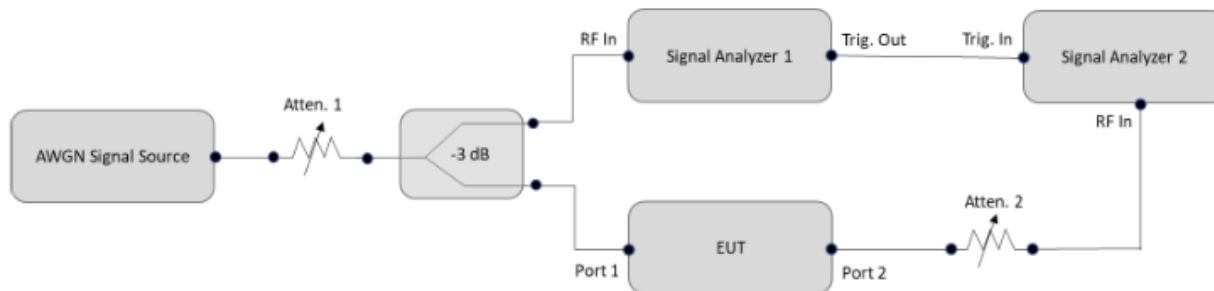 RF In
Signal Analyzer 1
Trig. Out
Trig. In
Signal Analyzer 2
Atten. 1
RF In
AWGN Signal Source
-3 dB
Atten. 2
EUT
Port 1
Port 2